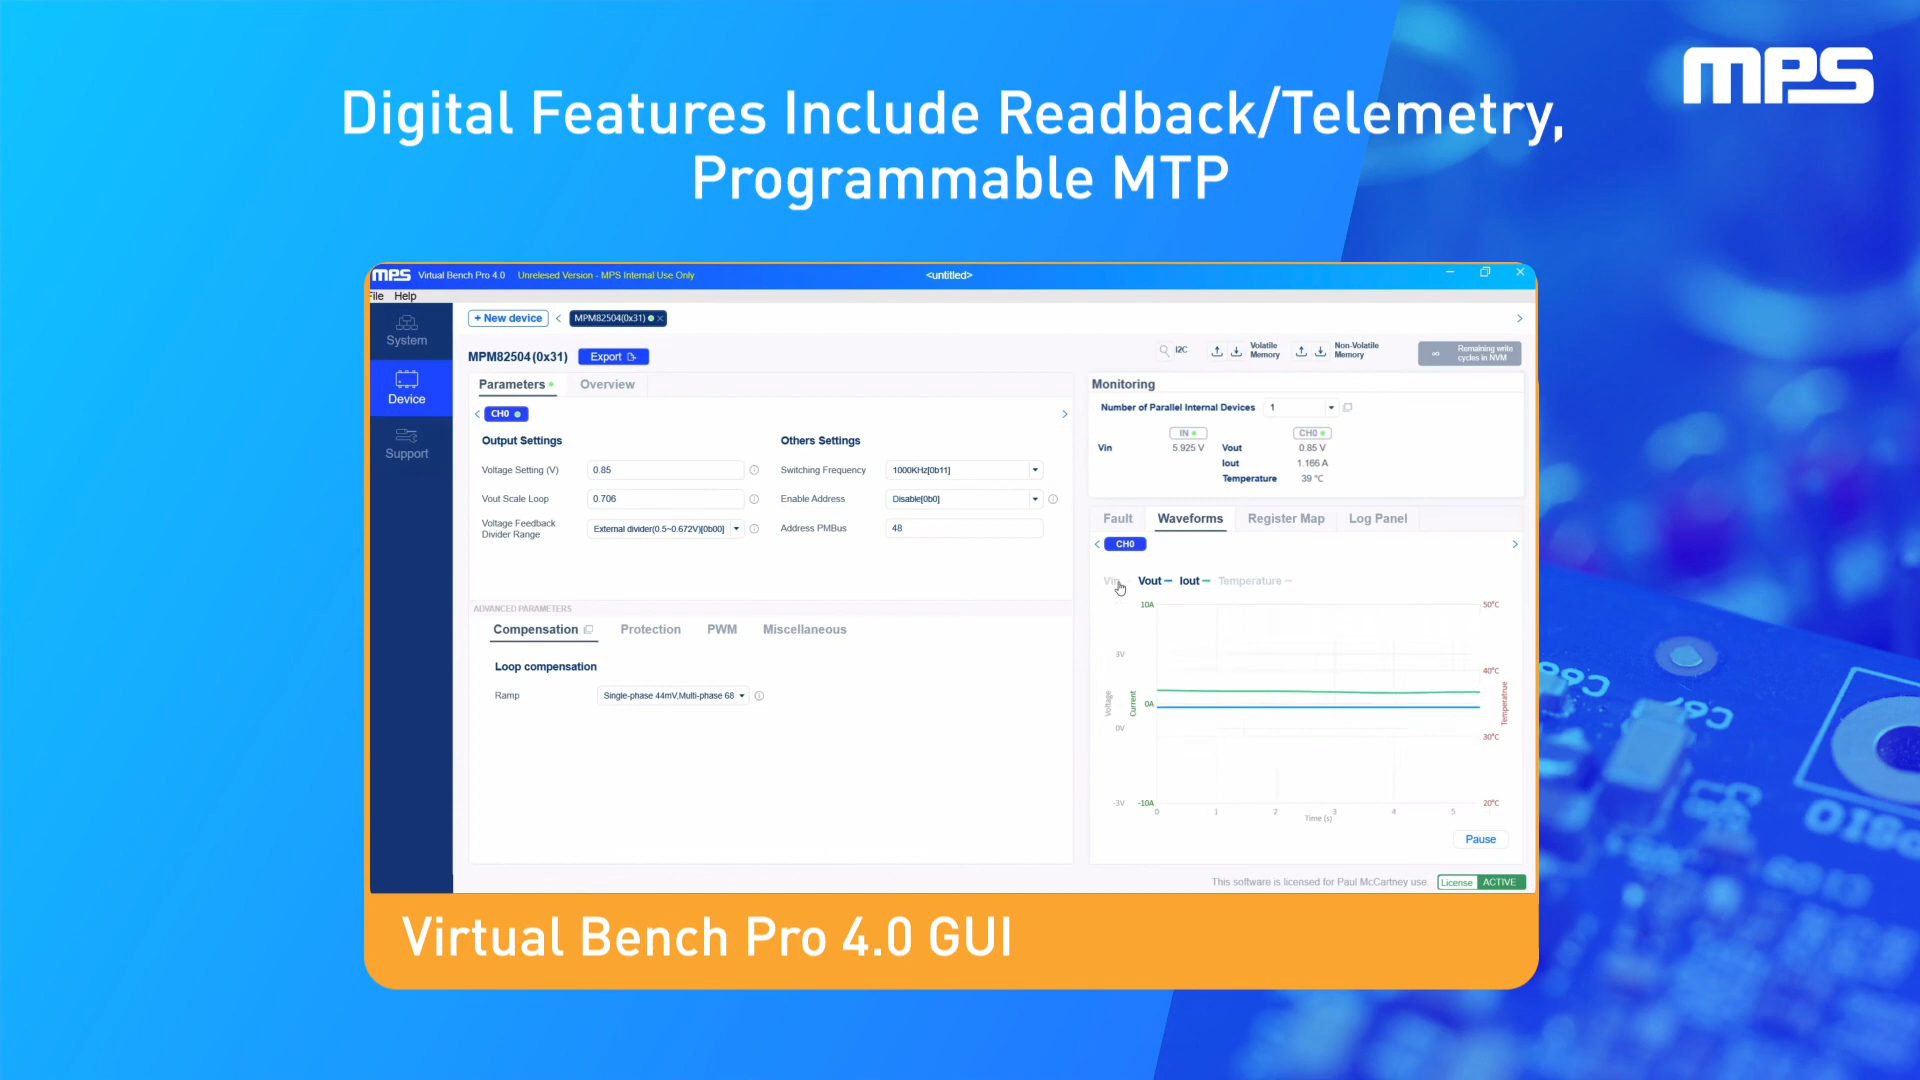 MPS
Digital Features Include Readback/Telemetry,
Programmable MTP
MPS Virtual Bench Pro 4.0 Unrelesed Version - MPS Internal Use Only <untitled>
File Help
System
Device
Support
+ New device < MPM82504(0x31) × >
MPM82504 (0x31) Export
I2C Volatile Memory Non-Volatile Memory ∞ Remaining write cycles in NVM
Parameters Overview
< CH0 >
Output Settings
Voltage Setting (V) 0.85
Vout Scale Loop 0.706
Voltage Feedback Divider Range External divider(0.5~0.672V)[0b00]
Others Settings
Switching Frequency 1000KHz[0b11]
Enable Address Disable[0b0]
Address PMBus 48
ADVANCED PARAMETERS
Compensation Protection PWM Miscellaneous
Loop compensation
Ramp Single-phase 44mV,Multi-phase 68
Monitoring
Number of Parallel Internal Devices 1
IN CH0
Vin 5.925 V Vout 0.85 V
Iout 1.166 A
Temperature 39 °C
Fault Waveforms Register Map Log Panel
< CH0 >
Vout Iout Temperature
10A 50°C
3V
40°C
Voltage Current 0A Temperatrue
0V
30°C
-3V -10A 20°C
0 1 2 3 4 5
Time (s)
Pause
This software is licensed for Paul McCartney use. License ACTIVE
Virtual Bench Pro 4.0 GUI